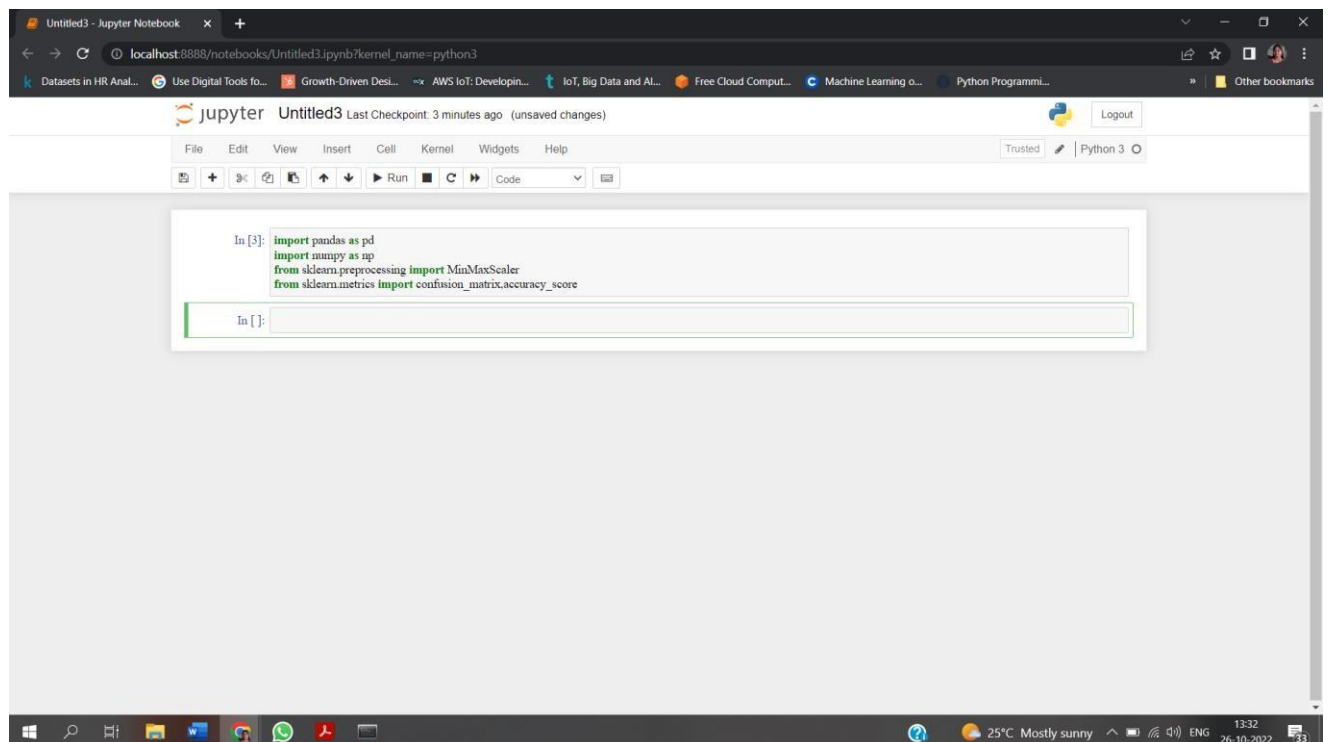 Untitled3 - Jupyter Notebook
localhost:8888/notebooks/Untitled3.ipynb?kernel_name=python3
Datasets in HR Anal... Use Digital Tools fo... Growth-Driven Desi... AWS IoT: Developin... IoT, Big Data and AI... Free Cloud Comput... Machine Learning o... Python Programmi... » Other bookmarks
jupyter Untitled3 Last Checkpoint: 3 minutes ago (unsaved changes) Logout
File Edit View Insert Cell Kernel Widgets Help Trusted Python 3
Run Code
In [3]: import pandas as pd
import numpy as np
from sklearn.preprocessing import MinMaxScaler
from sklearn.metrics import confusion_matrix,accuracy_score
In [ ]:
25°C Mostly sunny ENG 13:32
26-10-2022 33